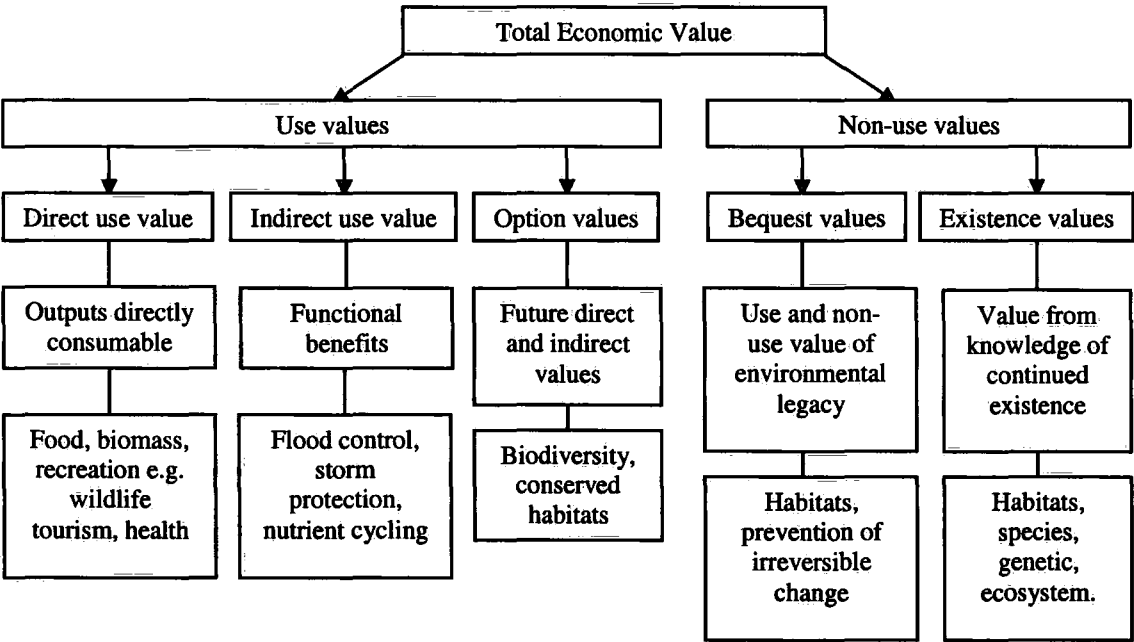 Total Economic Value
Use values
Non-use values
Direct use value
Indirect use value
Option values
Bequest values
Existence values
Outputs directly
consumable
Functional
benefits
Future direct
and indirect
values
Use and non-
use value of
environmental
legacy
Value from
knowledge of
continued
existence
Food, biomass,
recreation e.g.
wildlife
tourism, health
Flood control,
storm
protection,
nutrient cycling
Biodiversity,
conserved
habitats
Habitats,
prevention of
irreversible
change
Habitats,
species,
genetic,
ecosystem.